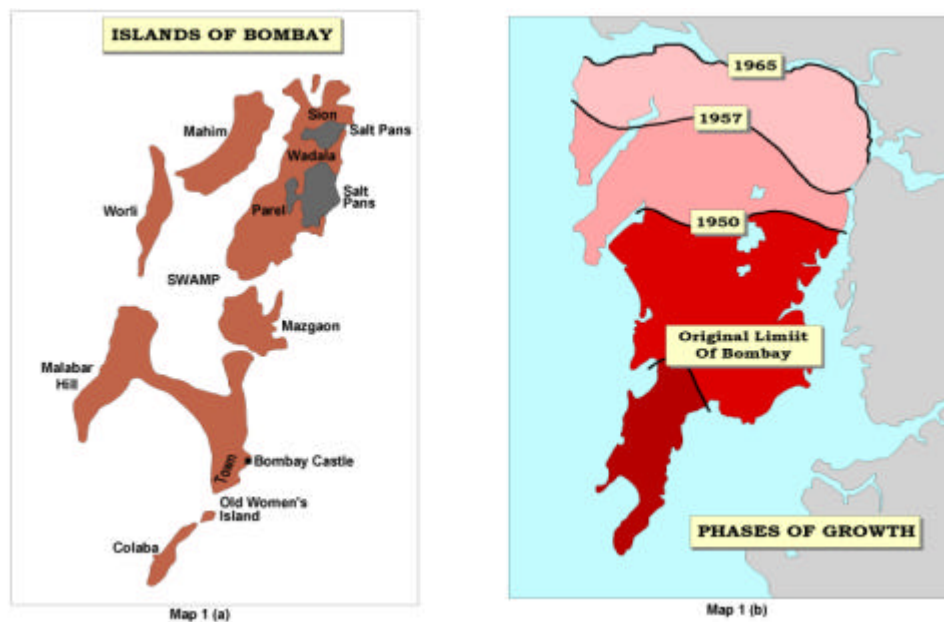 ISLANDS OF BOMBAY
Sion
Mahim
Salt Pans
Wadala
Salt
Pans
Worli
Parel
SWAMP
Mazgaon
Malabar
Hill
Town
Bombay Castle
Old Women's
Island
Colaba
Map 1 (a)
1965
1957
1950
Original Limiit
Of Bombay
PHASES OF GROWTH
Map 1 (b)